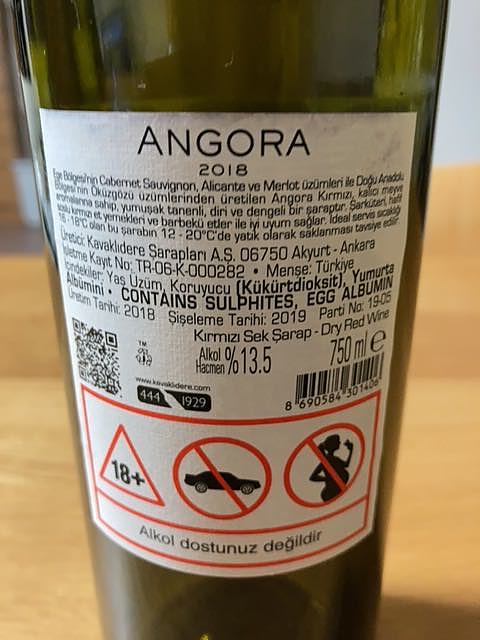 ANGORA
2018
Ege Bölgesi'nin Cabernet Sauvignon, Alicante ve Merlot üzümleri ile Doğu Anadolu
Bölgesi'nin Öküzgözü üzümlerinden üretilen Angora Kırmızı, kalıcı meyve
aromalarına sahip, yumuşak tanenli, diri ve dengeli bir şaraptır. Şarküteri, hafif
soslu kırmızı et yemekleri ve barbekü etler ile iyi uyum sağlar. İdeal servis sıcaklığı
16 - 18°C olan bu şarabın 12 - 20°C'de yatık olarak saklanması tavsiye edilir.
Üretici: Kavaklıdere Şarapları A.Ş. 06750 Akyurt - Ankara
İşletme Kayıt No: TR-06-K-000282 • Menşe: Türkiye
İçindekiler: Yaş Üzüm, Koruyucu (Kükürtdioksit), Yumurta
Albümini • CONTAINS SULPHITES, EGG ALBUMIN
Üretim Tarihi: 2018 Şişeleme Tarihi: 2019 Parti No: 19-05
Kırmızı Sek Şarap - Dry Red Wine
Alkol
Hacmen %13.5 750 ml e
TM
www.kavaklidere.com
444 1929
8 690584 301406
18+
Alkol dostunuz değildir